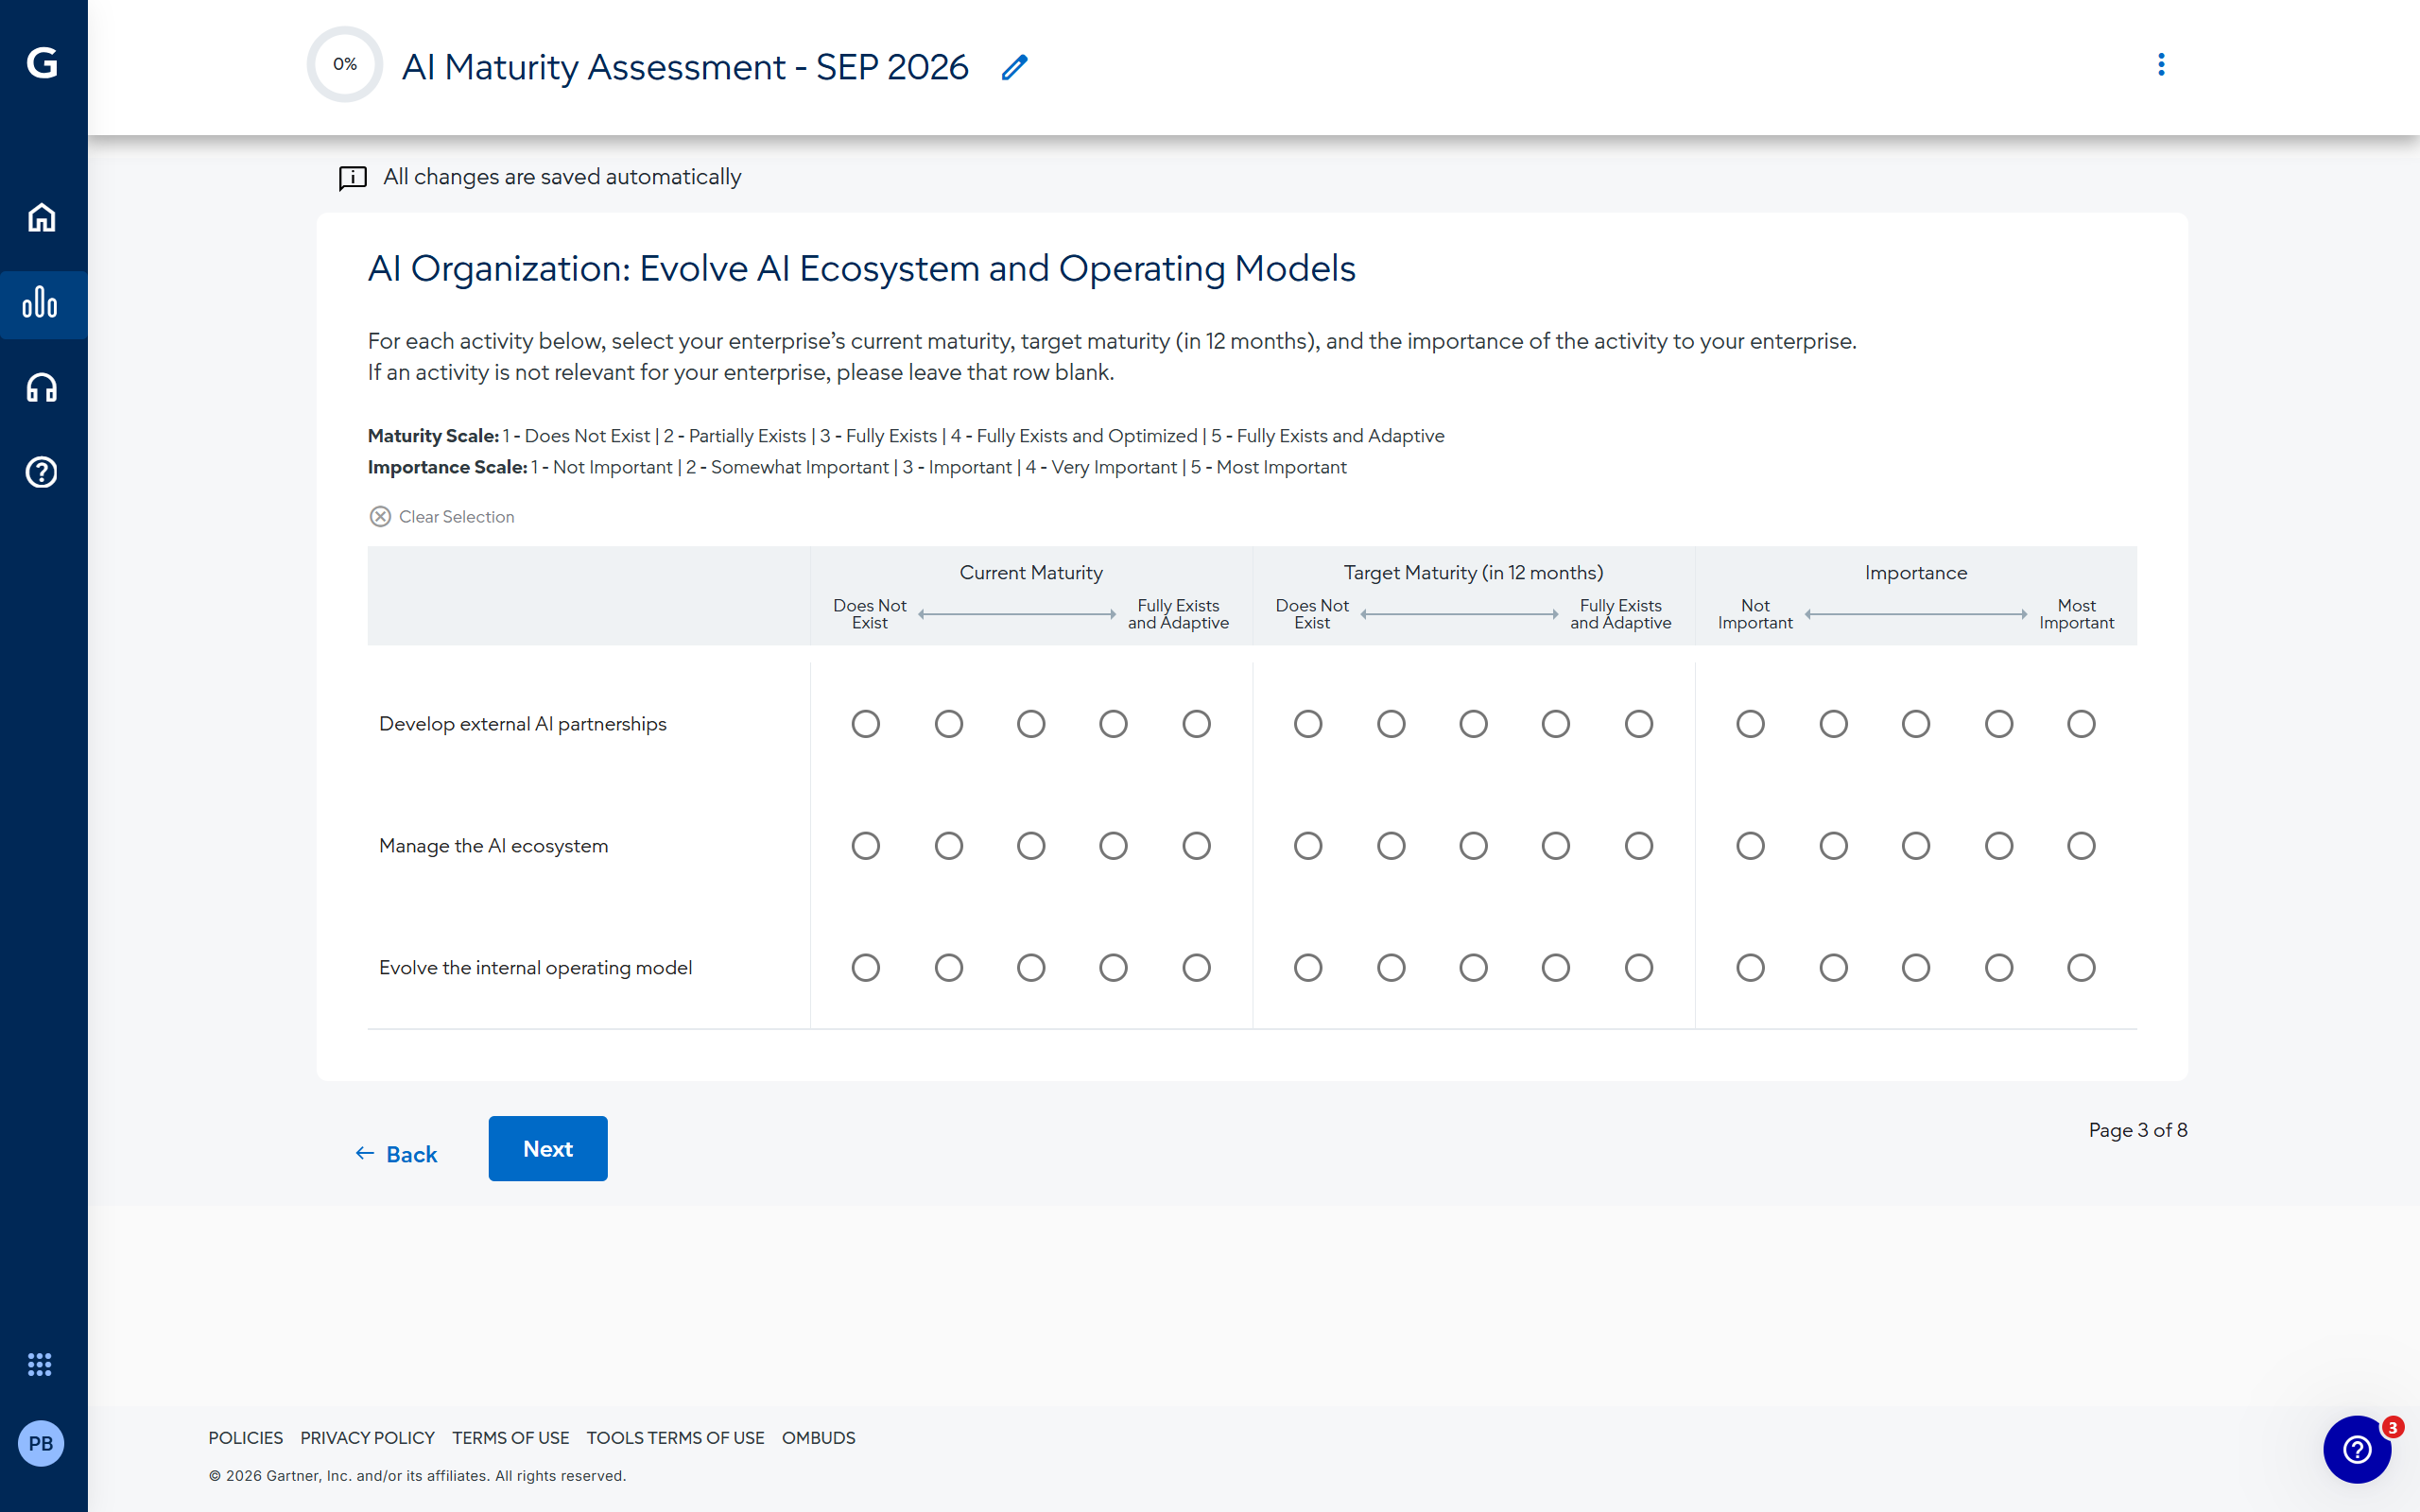 G
0%
AI Maturity Assessment - SEP 2026
All changes are saved automatically
AI Organization: Evolve AI Ecosystem and Operating Models
For each activity below, select your enterprise’s current maturity, target maturity (in 12 months), and the importance of the activity to your enterprise.
If an activity is not relevant for your enterprise, please leave that row blank.
Maturity Scale: 1 - Does Not Exist | 2 - Partially Exists | 3 - Fully Exists | 4 - Fully Exists and Optimized | 5 - Fully Exists and Adaptive
Importance Scale: 1 - Not Important | 2 - Somewhat Important | 3 - Important | 4 - Very Important | 5 - Most Important
Clear Selection
Current Maturity
Does Not
Exist
Fully Exists
and Adaptive
Target Maturity (in 12 months)
Does Not
Exist
Fully Exists
and Adaptive
Importance
Not
Important
Most
Important
Develop external AI partnerships
Manage the AI ecosystem
Evolve the internal operating model
Back
Next
Page 3 of 8
PB
POLICIES PRIVACY POLICY TERMS OF USE TOOLS TERMS OF USE OMBUDS
© 2026 Gartner, Inc. and/or its affiliates. All rights reserved.
3